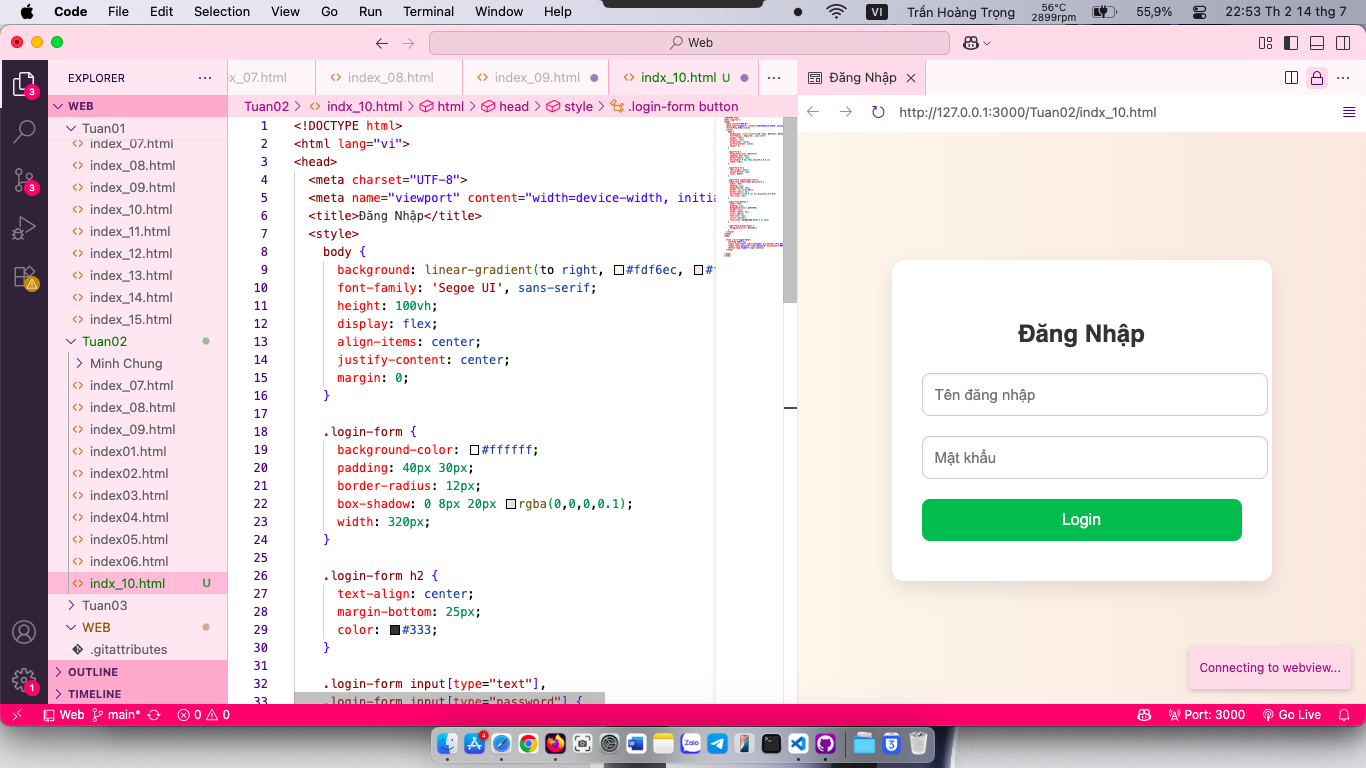 Code File Edit Selection View Go Run Terminal Window Help VI Trần Hoàng Trọng 56°C 2899rpm 55,9% 22:53 Th 2 14 thg 7
Web
EXPLORER
WEB
Tuan01
index_07.html
index_08.html
index_09.html
index_10.html
index_11.html
index_12.html
index_13.html
index_14.html
index_15.html
Tuan02
Minh Chung
index_07.html
index_08.html
index_09.html
index01.html
index02.html
index03.html
index04.html
index05.html
index06.html
indx_10.html U
Tuan03
WEB
.gitattributes
OUTLINE
TIMELINE
3
3
1
ex_07.html index_08.html index_09.html indx_10.html U
Tuan02 > indx_10.html > html > head > style > .login-form button
1 <!DOCTYPE html>
2 <html lang="vi">
3 <head>
4 <meta charset="UTF-8">
5 <meta name="viewport" content="width=device-width, initia
6 <title>Đăng Nhập</title>
7 <style>
8 body {
9 background: linear-gradient(to right, #fdf6ec, #f
10 font-family: 'Segoe UI', sans-serif;
11 height: 100vh;
12 display: flex;
13 align-items: center;
14 justify-content: center;
15 margin: 0;
16 }
17
18 .login-form {
19 background-color: #ffffff;
20 padding: 40px 30px;
21 border-radius: 12px;
22 box-shadow: 0 8px 20px rgba(0,0,0,0.1);
23 width: 320px;
24 }
25
26 .login-form h2 {
27 text-align: center;
28 margin-bottom: 25px;
29 color: #333;
30 }
31
32 .login-form input[type="text"],
33 .login-form input[type="password"] {
Đăng Nhập
http://127.0.0.1:3000/Tuan02/indx_10.html
Đăng Nhập
Tên đăng nhập
Mật khẩu
Login
Connecting to webview...
Web main* 0 0 Port: 3000 Go Live
4
Zalo
3